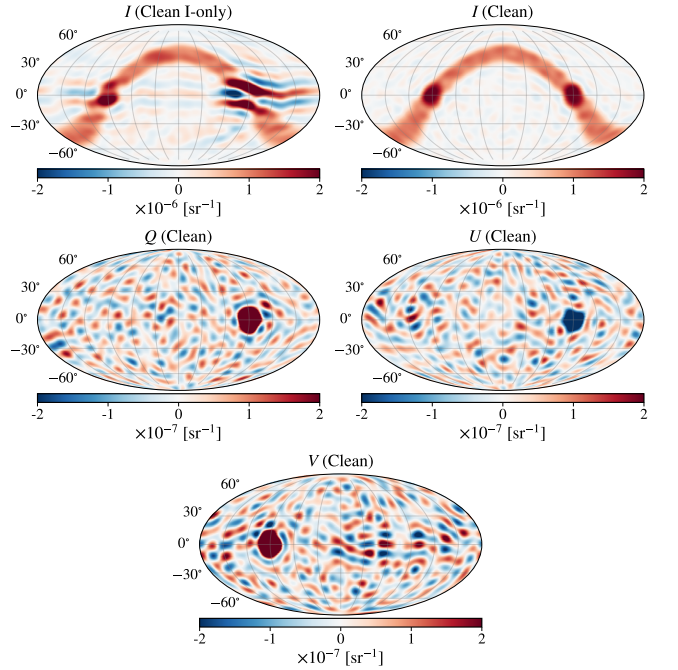 I (Clean I-only)
I (Clean)
60°
30°
0°
−30°
−60°
60°
30°
0°
−30°
−60°
-2 -1 0 1 2
×10⁻⁶ [sr⁻¹]
-2 -1 0 1 2
×10⁻⁶ [sr⁻¹]
Q (Clean)
U (Clean)
60°
30°
0°
−30°
−60°
60°
30°
0°
−30°
−60°
-2 -1 0 1 2
×10⁻⁷ [sr⁻¹]
-2 -1 0 1 2
×10⁻⁷ [sr⁻¹]
V (Clean)
60°
30°
0°
−30°
−60°
-2 -1 0 1 2
×10⁻⁷ [sr⁻¹]